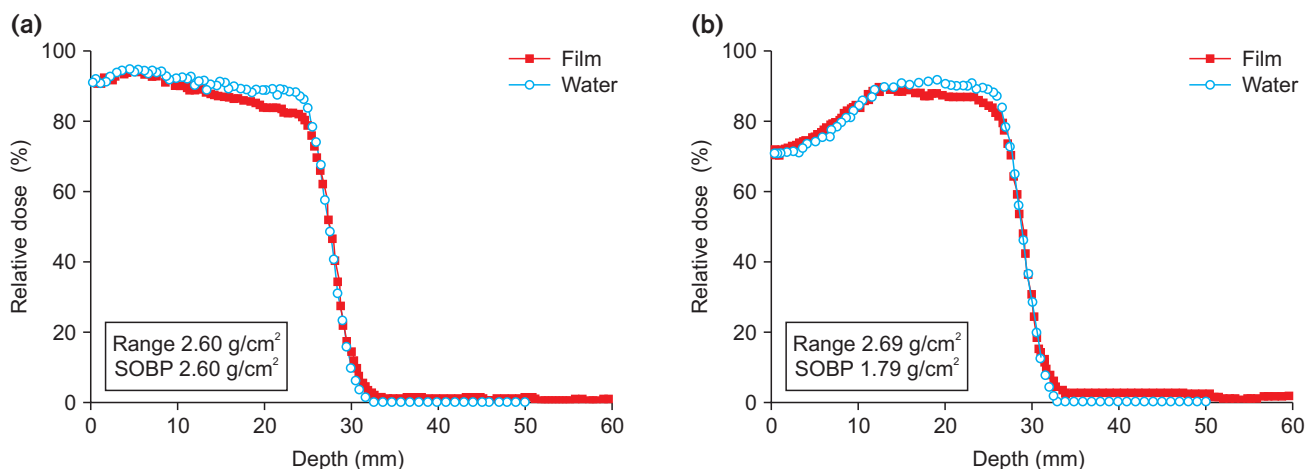 (a)
100
80
60
40
20
0
Relative dose (%)
Film
Water
Range 2.60 g/cm²
SOBP 2.60 g/cm²
0 10 20 30 40 50 60
Depth (mm)
(b)
100
80
60
40
20
0
Relative dose (%)
Film
Water
Range 2.69 g/cm²
SOBP 1.79 g/cm²
0 10 20 30 40 50 60
Depth (mm)